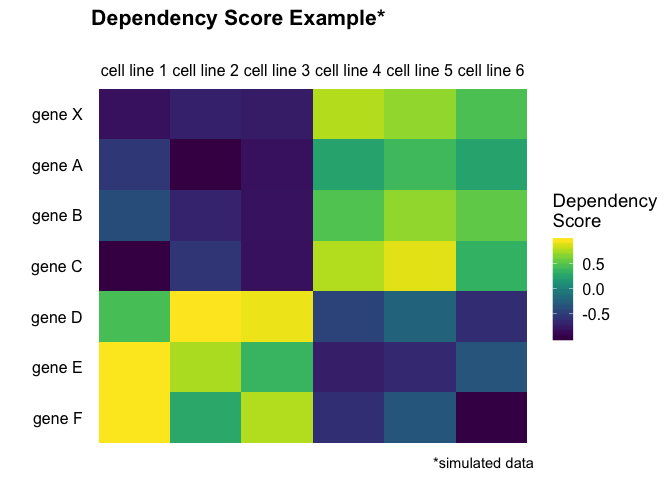 Dependency Score Example*
cell line 1 cell line 2 cell line 3 cell line 4 cell line 5 cell line 6
gene X
gene A
gene B
gene C
gene D
gene E
gene F
Dependency
Score
0.5
0.0
-0.5
*simulated data